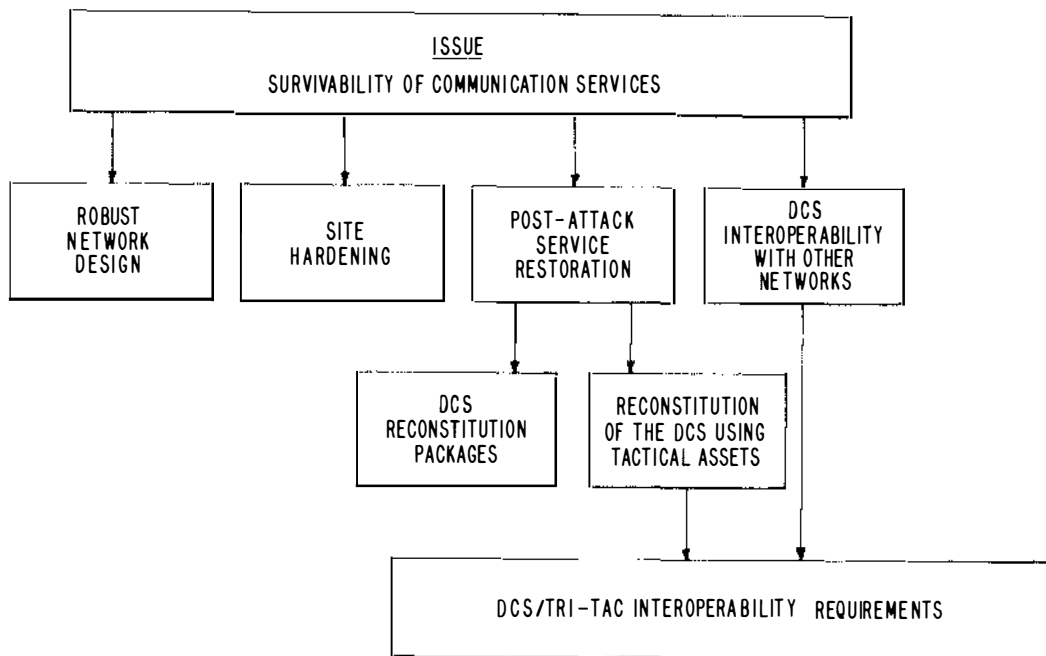 ISSUE
SURVIVABILITY OF COMMUNICATION SERVICES
ROBUST
NETWORK
DESIGN
SITE
HARDENING
POST-ATTACK
SERVICE
RESTORATION
DCS
INTEROPERABILITY
WITH OTHER
NETWORKS
DCS
RECONSTITUTION
PACKAGES
RECONSTITUTION
OF THE DCS USING
TACTICAL ASSETS
DCS/TRI-TAC INTEROPERABILITY REQUIREMENTS